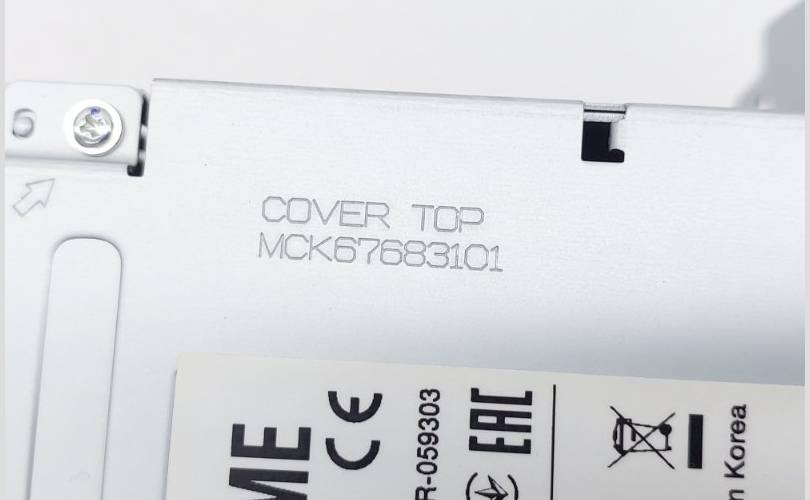 6
COVER TOP
MCK67683101
ME
CE
R-059303
EAC
n Korea